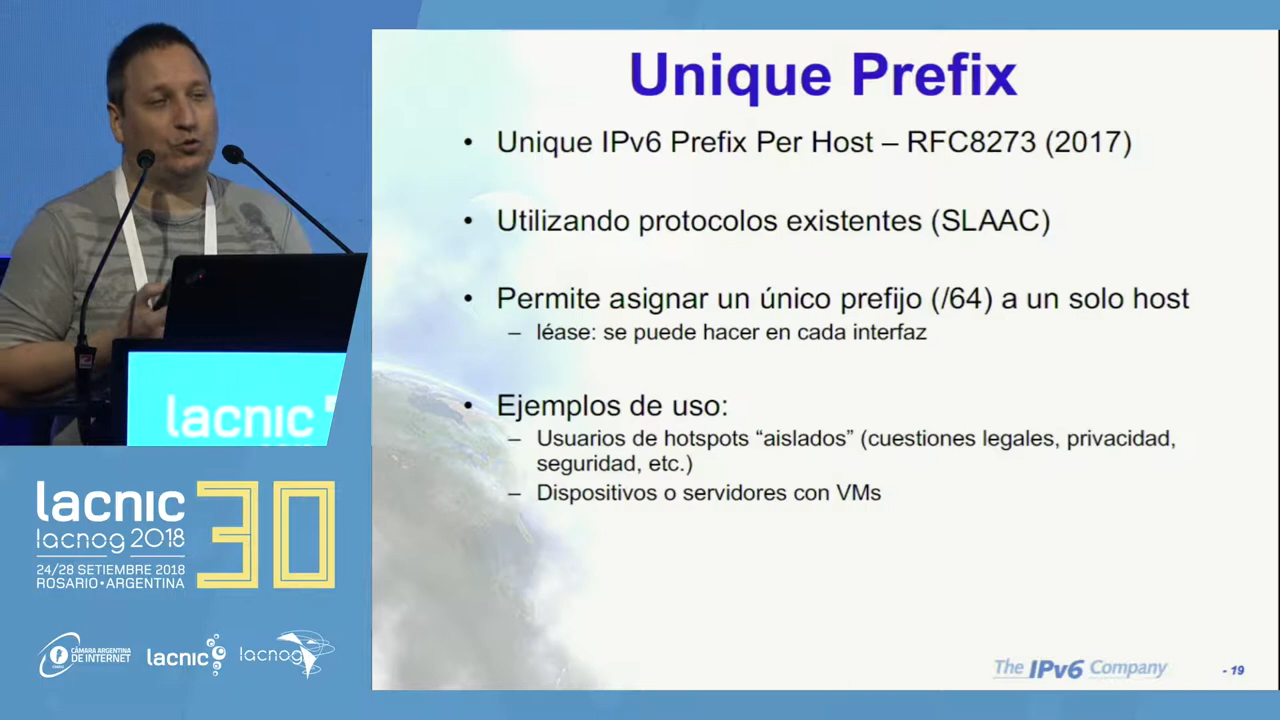 Unique Prefix
• Unique IPv6 Prefix Per Host – RFC8273 (2017)
• Utilizando protocolos existentes (SLAAC)
• Permite asignar un único prefijo (/64) a un solo host
– léase: se puede hacer en cada interfaz
• Ejemplos de uso:
– Usuarios de hotspots “aislados” (cuestiones legales, privacidad,
seguridad, etc.)
– Dispositivos o servidores con VMs
The IPv6 Company
- 19
lacnic
lacnic 30
lacnog 2018
24/28 SETIEMBRE 2018
ROSARIO•ARGENTINA
CÁMARA ARGENTINA
DE INTERNET
lacnic
lacnog